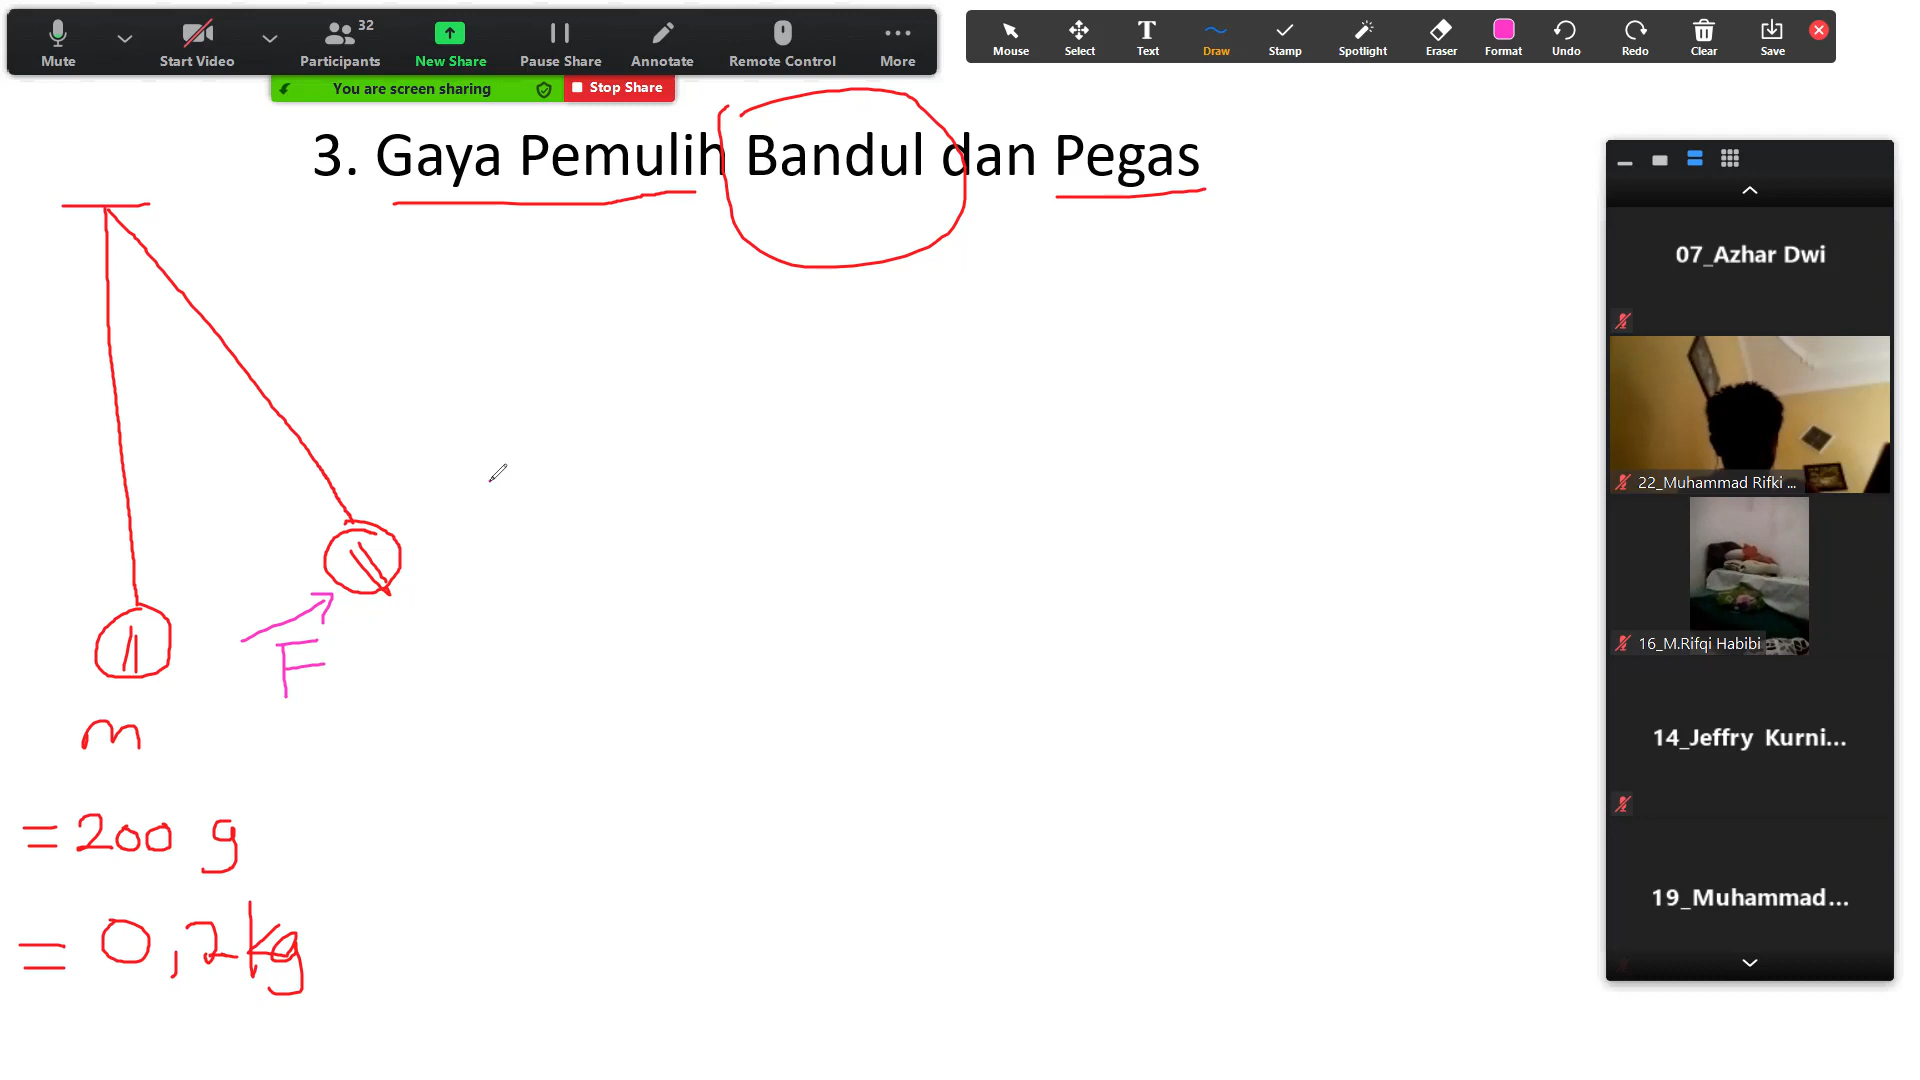 Mute
Start Video
32
Participants
New Share
Pause Share
Annotate
Remote Control
More
Mouse
Select
Text
Draw
Stamp
Spotlight
Eraser
Format
Undo
Redo
Clear
Save
You are screen sharing
Stop Share
3. Gaya Pemulih Bandul dan Pegas
F
m
= 200 g
= 0,2 kg
07_Azhar Dwi
22_Muhammad Rifki ...
16_M.Rifqi Habibi
14_Jeffry Kurni...
19_Muhammad...